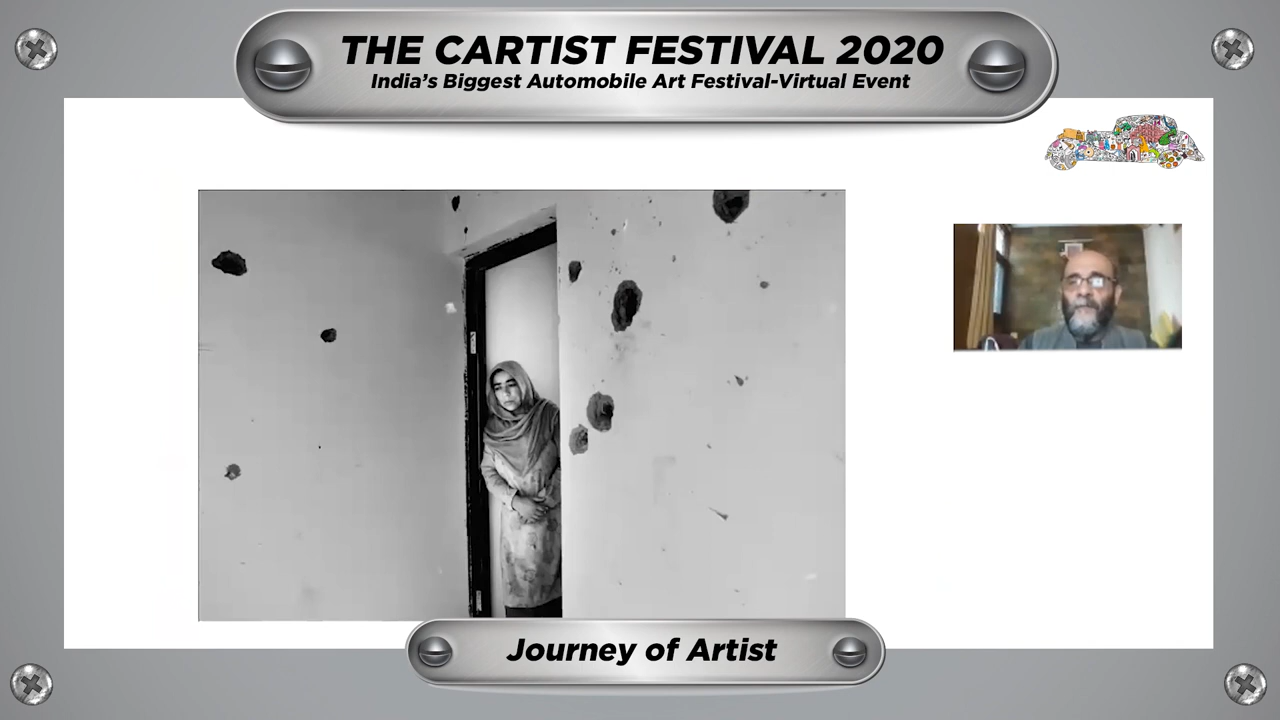 THE CARTIST FESTIVAL 2020
India's Biggest Automobile Art Festival-Virtual Event
Journey of Artist